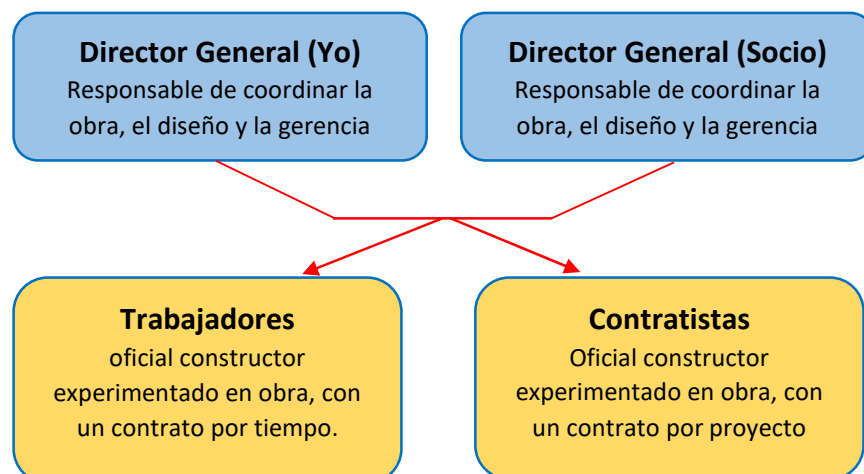 Director General (Yo)
Responsable de coordinar la
obra, el diseño y la gerencia
Director General (Socio)
Responsable de coordinar la
obra, el diseño y la gerencia
Trabajadores
oficial constructor
experimentado en obra, con
un contrato por tiempo.
Contratistas
Oficial constructor
experimentado en obra, con
un contrato por proyecto